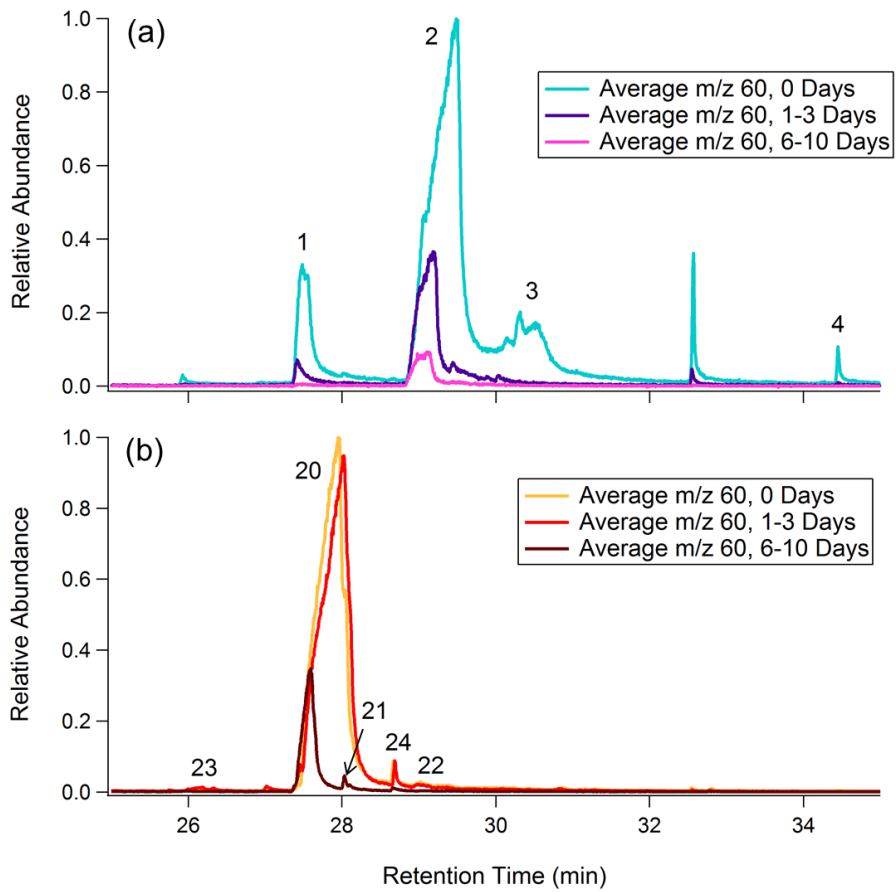 (a)
2
1
3
4
Average m/z 60, 0 Days
Average m/z 60, 1-3 Days
Average m/z 60, 6-10 Days
Relative Abundance
1.0
0.8
0.6
0.4
0.2
0.0
(b)
20
21
23
24
22
Average m/z 60, 0 Days
Average m/z 60, 1-3 Days
Average m/z 60, 6-10 Days
Relative Abundance
1.0
0.8
0.6
0.4
0.2
0.0
26 28 30 32 34
Retention Time (min)